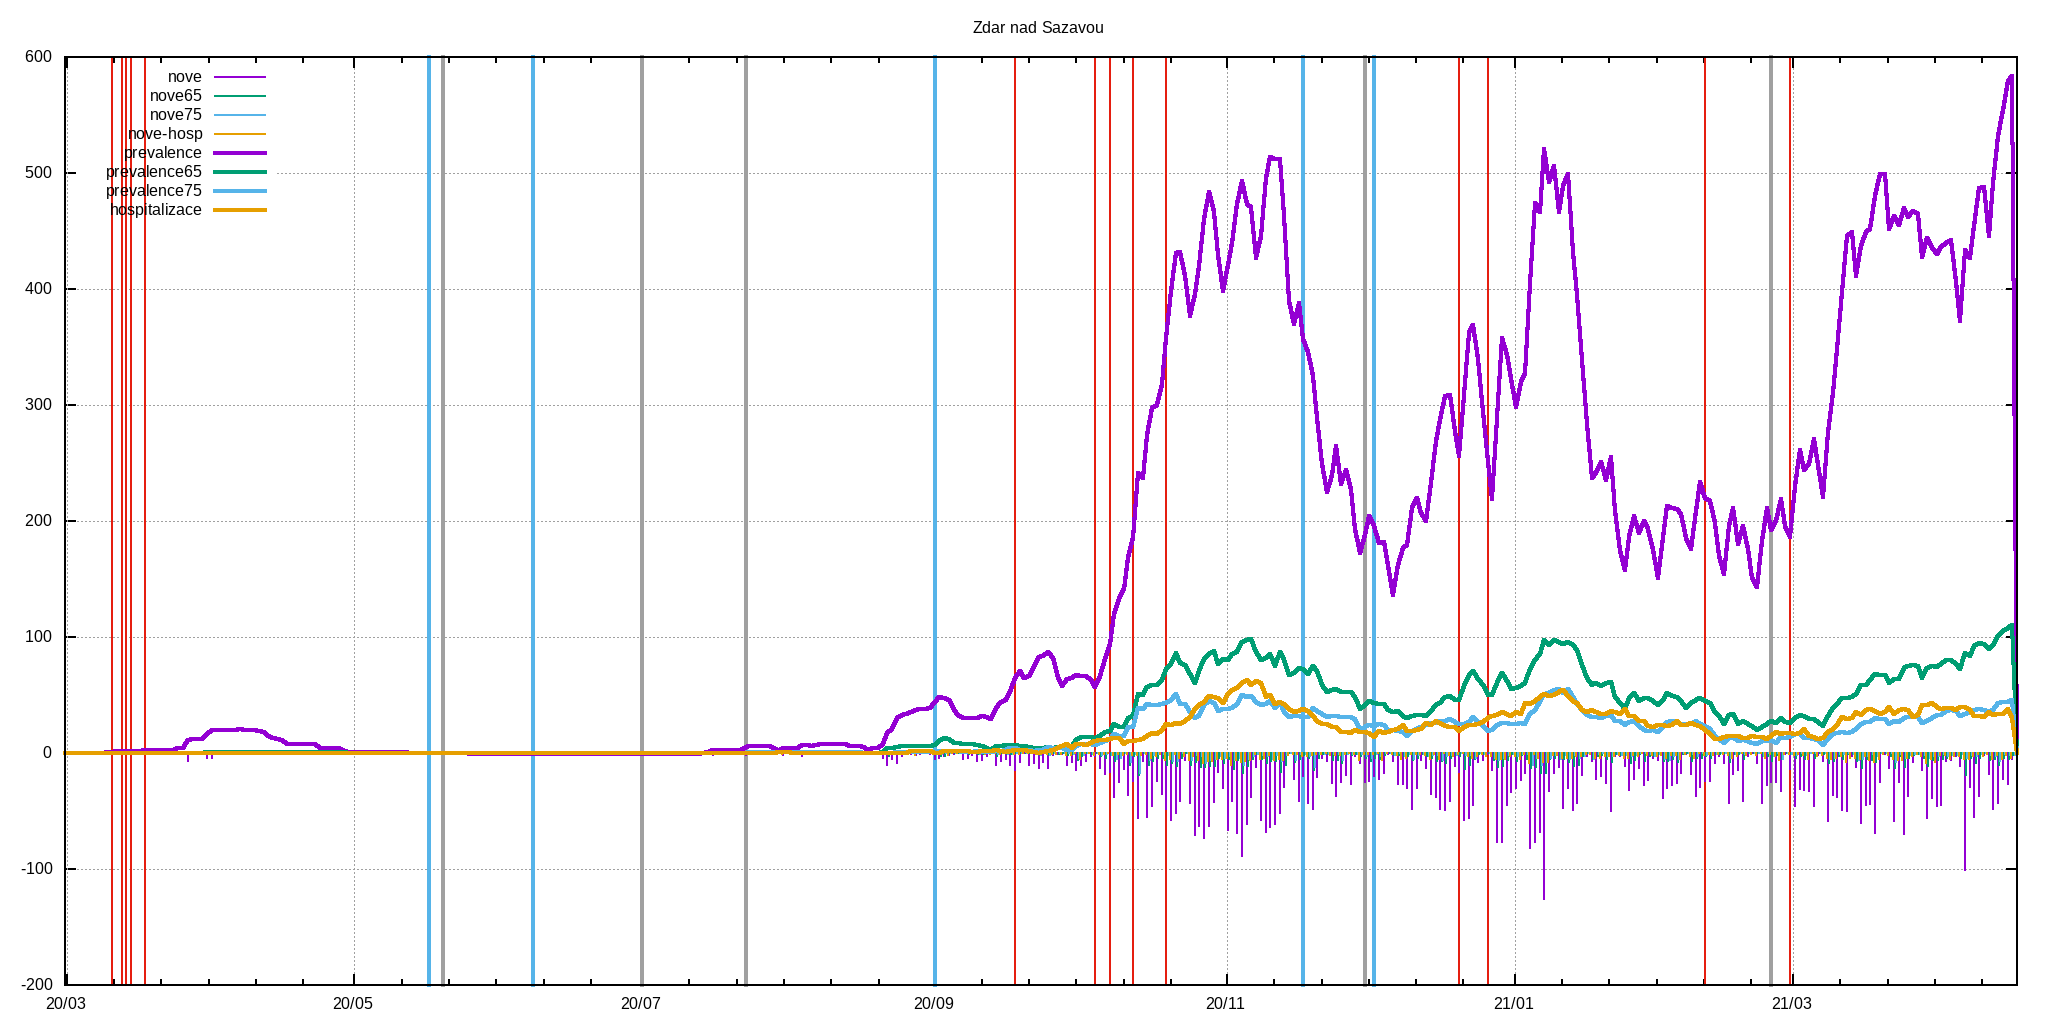 Zdar nad Sazavou
600
500
400
300
200
100
0
-100
-200
nove
nove65
nove75
nove-hosp
prevalence
prevalence65
prevalence75
hospitalizace
20/03 20/05 20/07 20/09 20/11 21/01 21/03